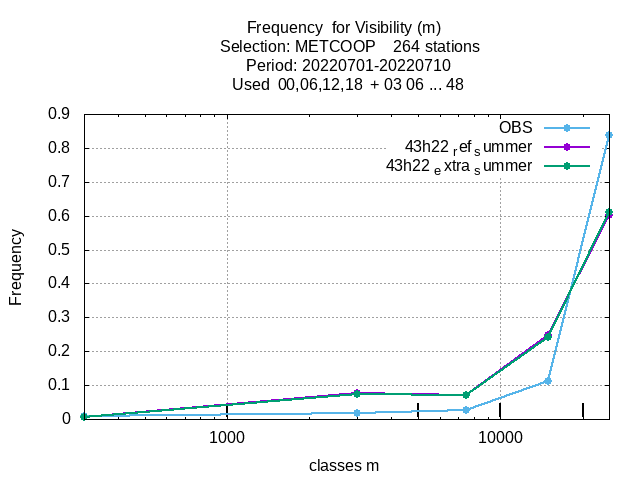 Frequency for Visibility (m)
Selection: METCOOP 264 stations
Period: 20220701-20220710
Used 00,06,12,18 + 03 06 ... 48
0.9
0.8
0.7
0.6
0.5
0.4
0.3
0.2
0.1
0
Frequency
OBS
43h22 ref summer
43h22 extra summer
1000
10000
classes m